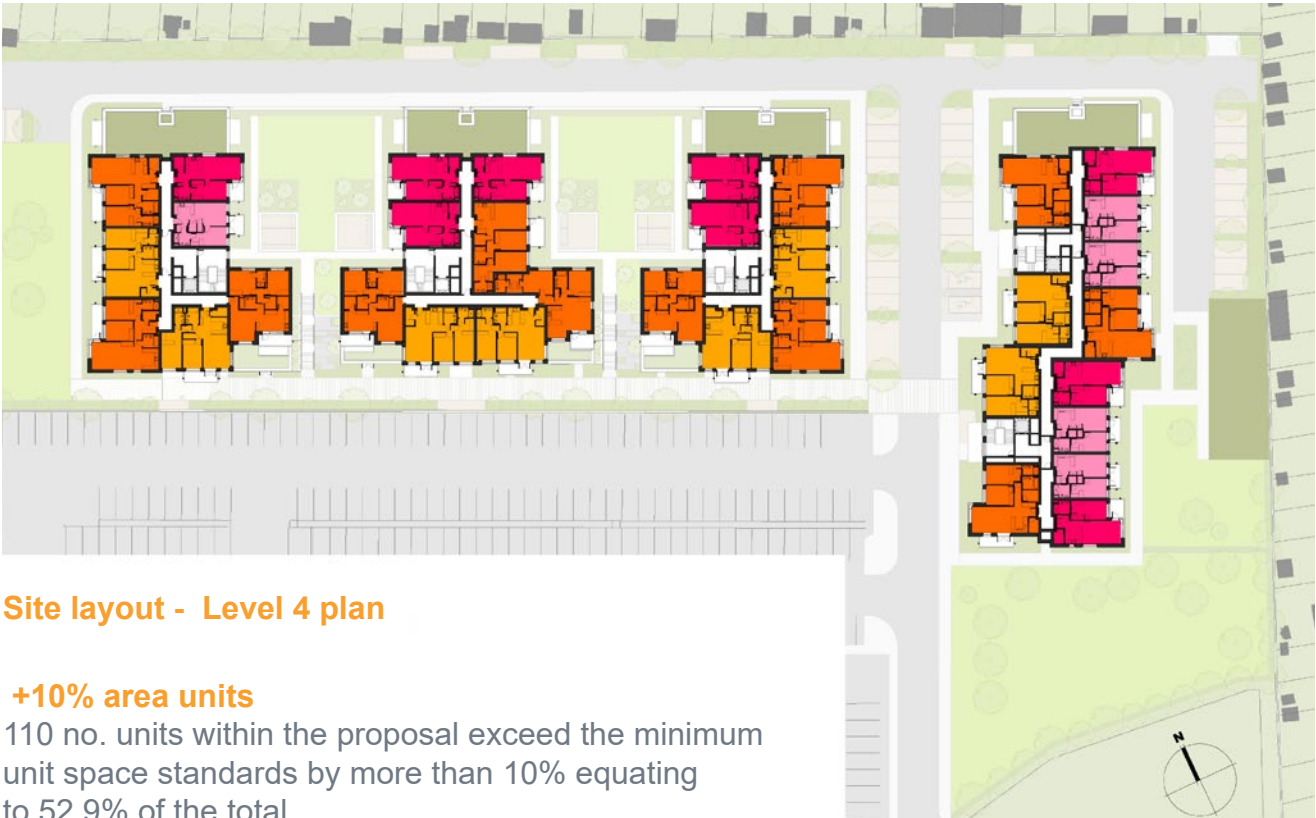 Site layout - Level 4 plan
+10% area units
110 no. units within the proposal exceed the minimum
unit space standards by more than 10% equating
to 52.9% of the total
N